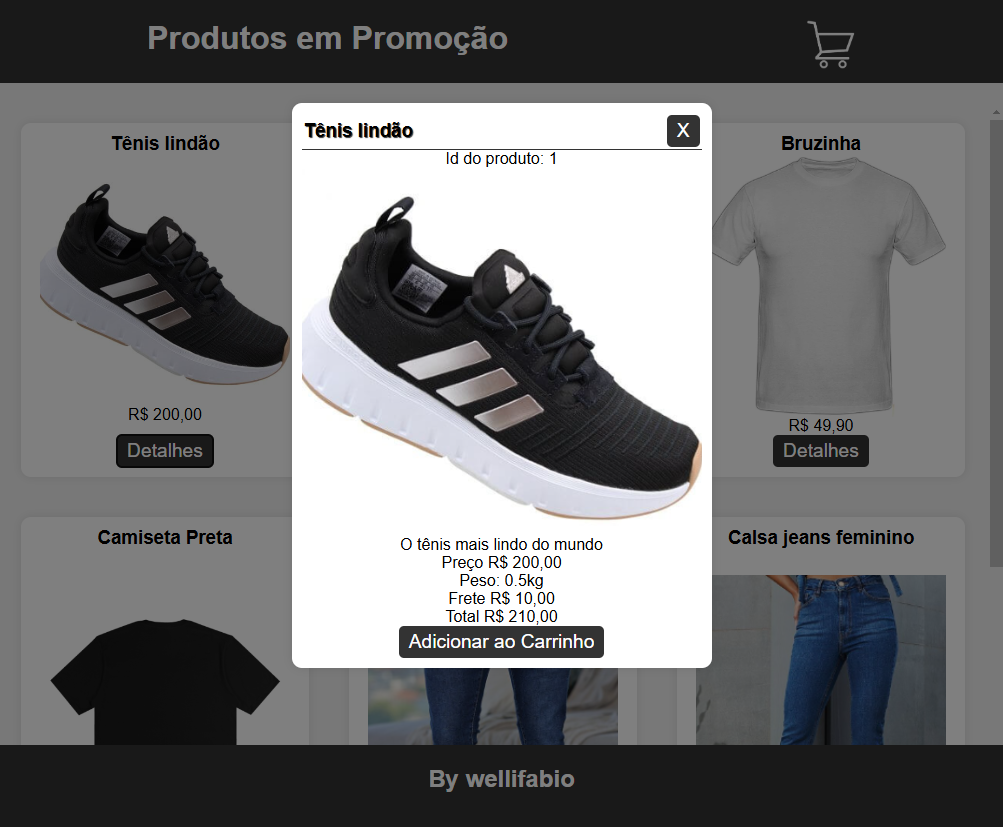 Produtos em Promoção
Tênis lindão
R$ 200,00
Detalhes
Tênis lindão
X
Id do produto: 1
O tênis mais lindo do mundo
Preço R$ 200,00
Peso: 0.5kg
Frete R$ 10,00
Total R$ 210,00
Adicionar ao Carrinho
Bruzinha
R$ 49,90
Detalhes
Camiseta Preta
Calsa jeans feminino
By wellifabio